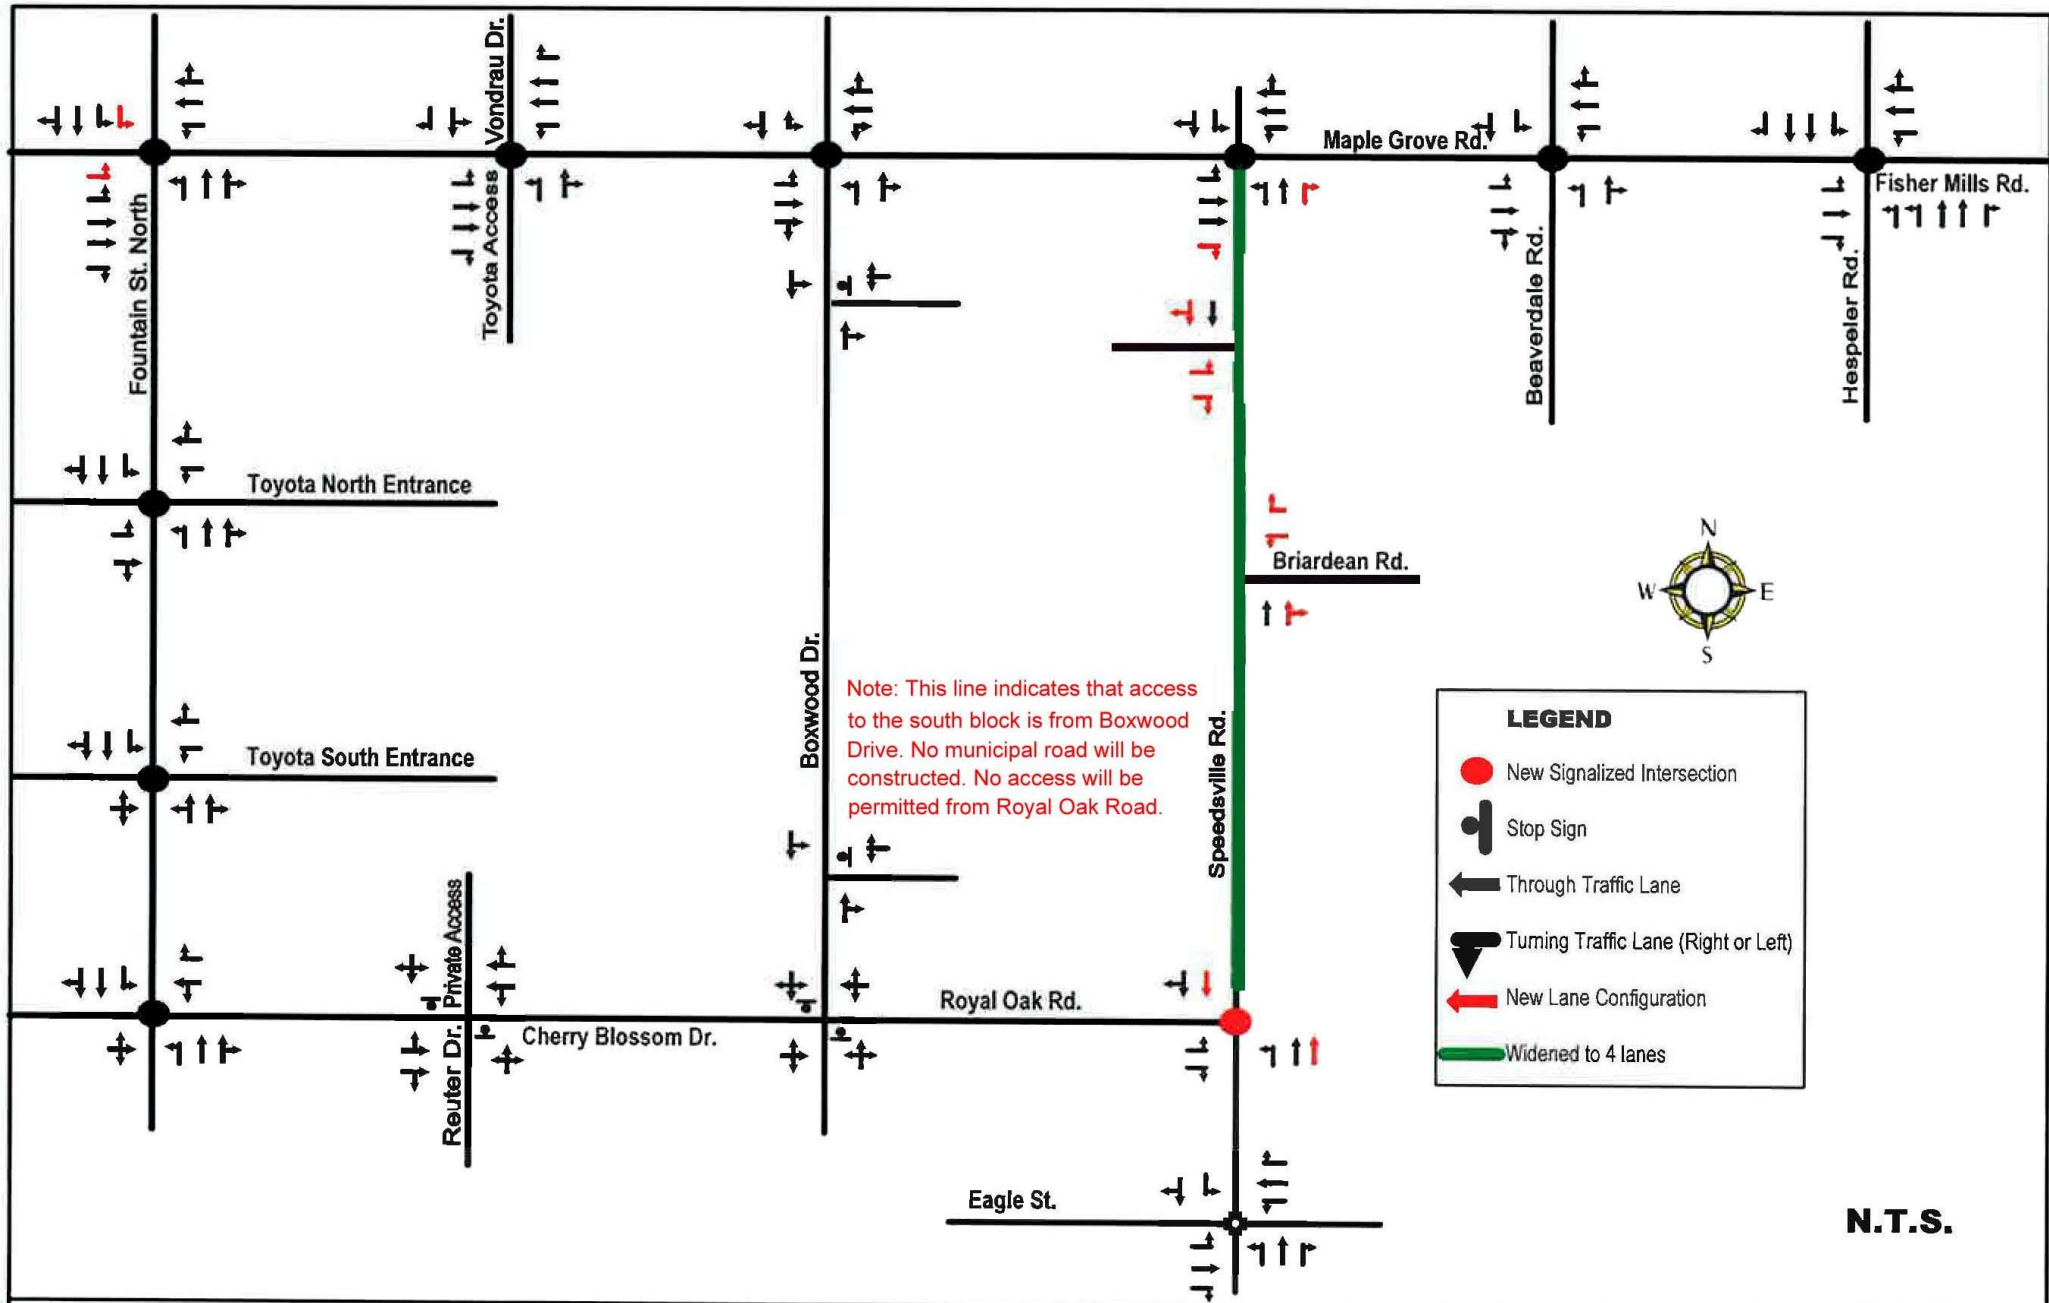 Vondrau Dr.
Maple Grove Rd.
Fisher Mills Rd.
Fountain St. North
Toyota Access
Beaverdale Rd.
Hespeler Rd.
Toyota North Entrance
Briardean Rd.
N
W
E
S
Boxwood Dr.
Note: This line indicates that access
to the south block is from Boxwood
Drive. No municipal road will be
constructed. No access will be
permitted from Royal Oak Road.
Speedsville Rd.
Toyota South Entrance
LEGEND
New Signalized Intersection
Stop Sign
Through Traffic Lane
Turning Traffic Lane (Right or Left)
New Lane Configuration
Widened to 4 lanes
Private Access
Reuter Dr.
Cherry Blossom Dr.
Royal Oak Rd.
Eagle St.
N.T.S.